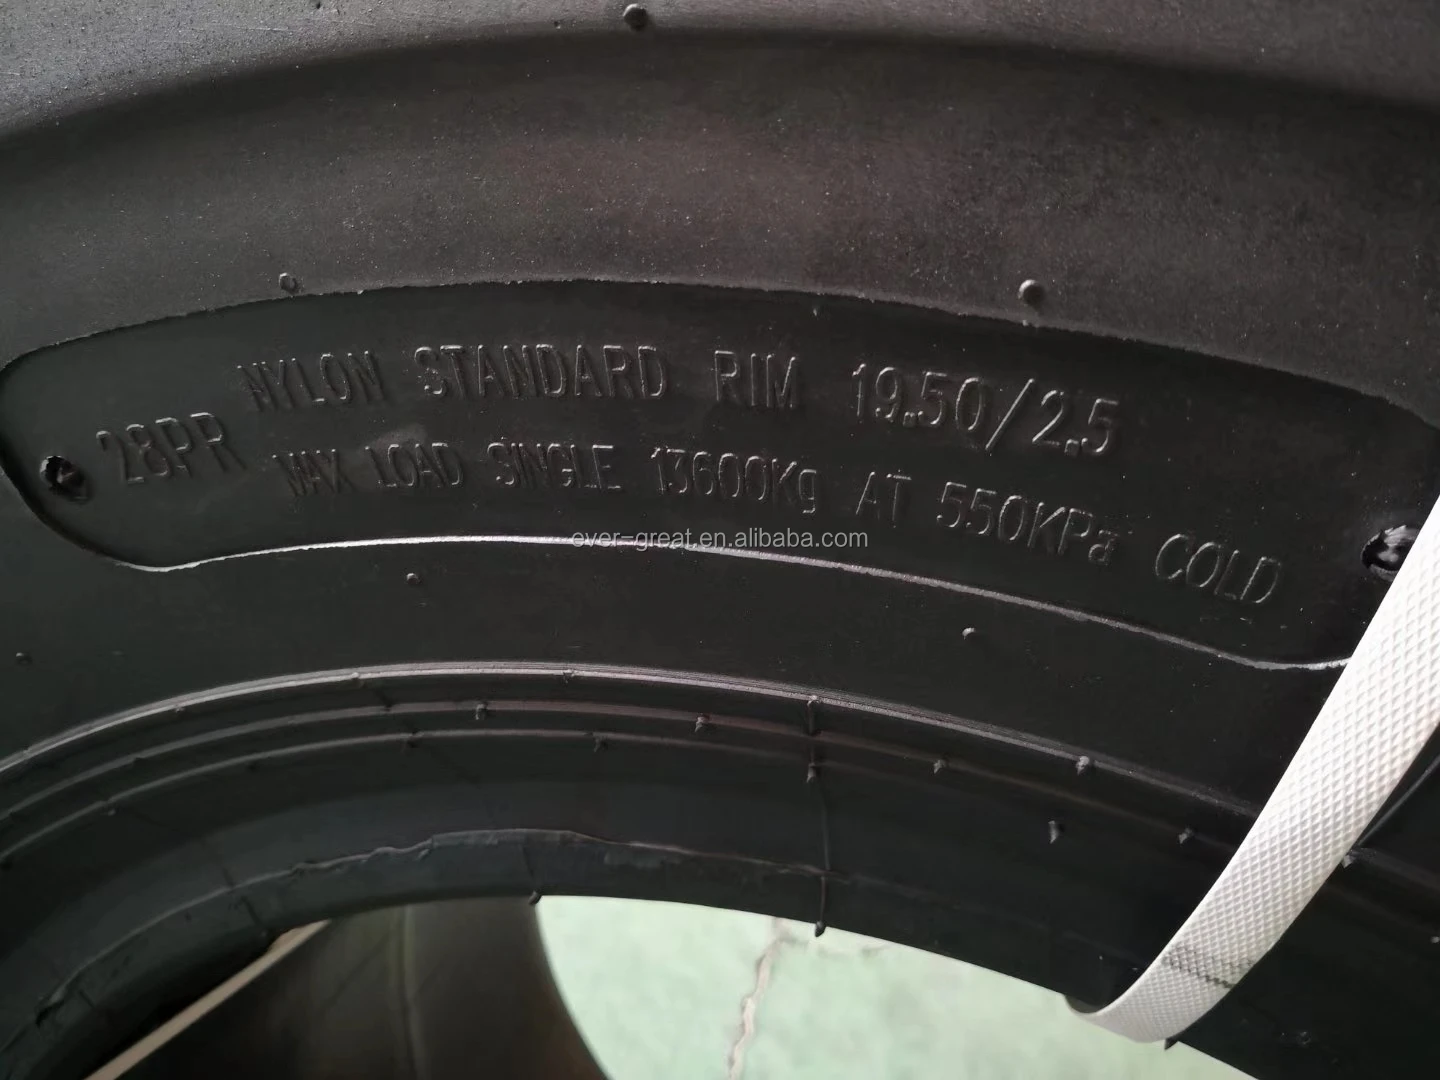 28PR NYLON STANDARD RIM 19.50/2.5
MAX LOAD SINGLE 13600Kg AT 550KPa COLD
ever-great.en.alibaba.com